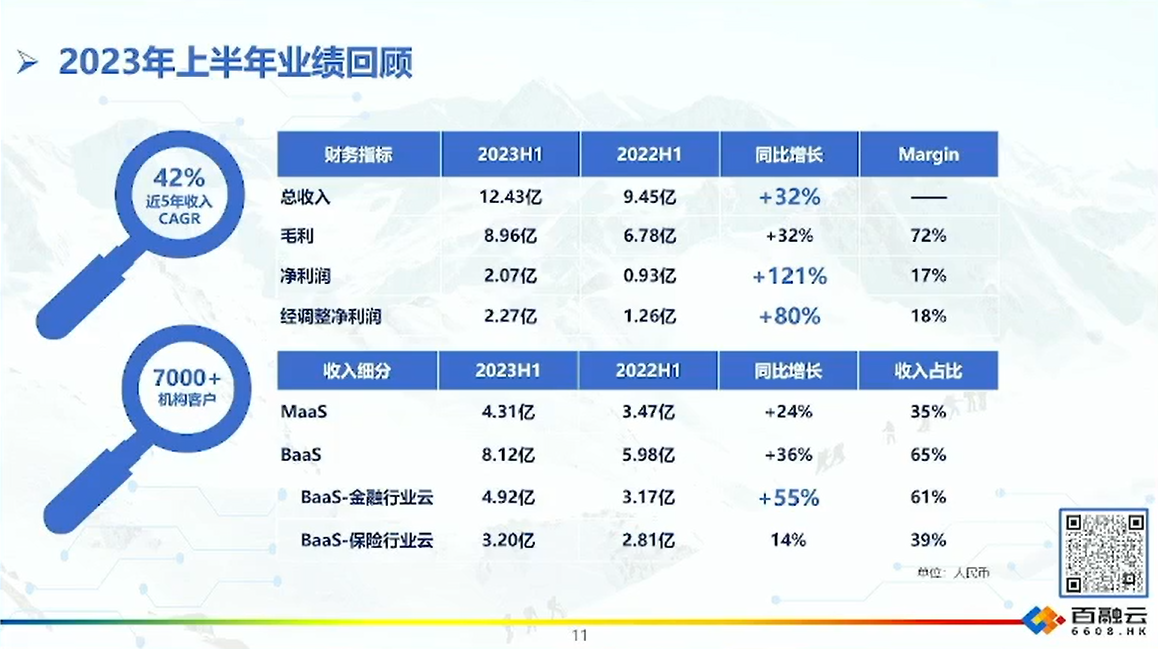 2023年上半年业绩回顾
42%
近5年收入
CAGR
7000+
机构客户
财务指标 2023H1 2022H1 同比增长 Margin
总收入 12.43亿 9.45亿 +32% ——
毛利 8.96亿 6.78亿 +32% 72%
净利润 2.07亿 0.93亿 +121% 17%
经调整净利润 2.27亿 1.26亿 +80% 18%
收入细分 2023H1 2022H1 同比增长 收入占比
MaaS 4.31亿 3.47亿 +24% 35%
BaaS 8.12亿 5.98亿 +36% 65%
BaaS-金融行业云 4.92亿 3.17亿 +55% 61%
BaaS-保险行业云 3.20亿 2.81亿 14% 39%
单位：人民币
百融云
6608.HK
11